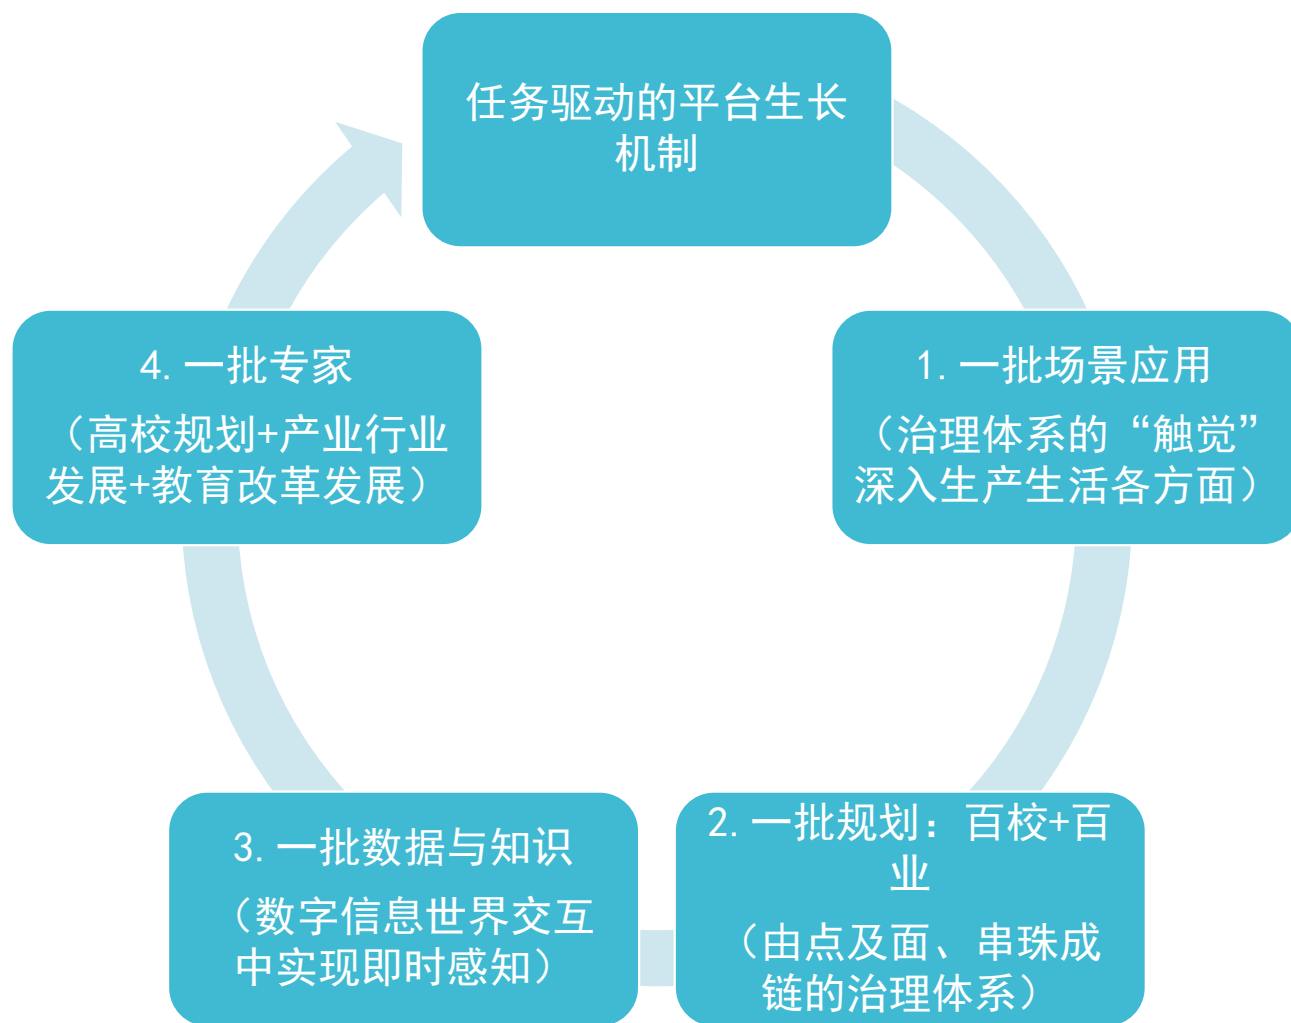 任务驱动的平台生长
机制
1.一批场景应用
（治理体系的“触觉”
深入生产生活各方面）
2.一批规划：百校+百
业
（由点及面、串珠成
链的治理体系）
3.一批数据与知识
（数字信息世界交互
中实现即时感知）
4.一批专家
（高校规划+产业行业
发展+教育改革发展）